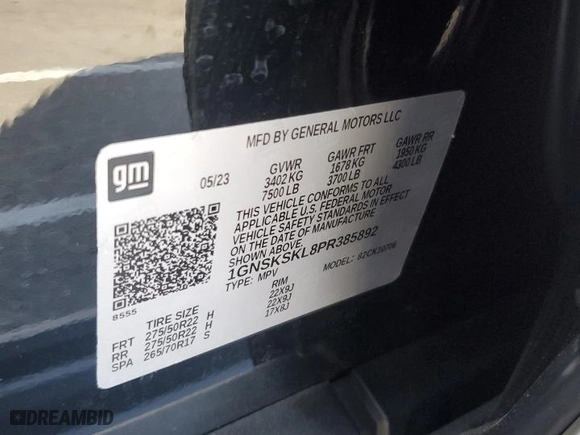 MFD BY GENERAL MOTORS LLC
gm
05/23
GVWR GAWR FRT GAWR RR
3402 KG 1678 KG 1950 KG
7500 LB 3700 LB 4300 LB
THIS VEHICLE CONFORMS TO ALL
APPLICABLE U.S. FEDERAL MOTOR
VEHICLE SAFETY STANDARDS IN EFFECT
ON THE DATE OF MANUFACTURE
SHOWN ABOVE.
1GNSKSKL8PR385892
TYPE: MPV MODEL: 82CK10706
8555
TIRE SIZE RIM
FRT 275/50R22 H 22X9J
RR 275/50R22 H 22X9J
SPA 265/70R17 S 17X8J
DREAMBID